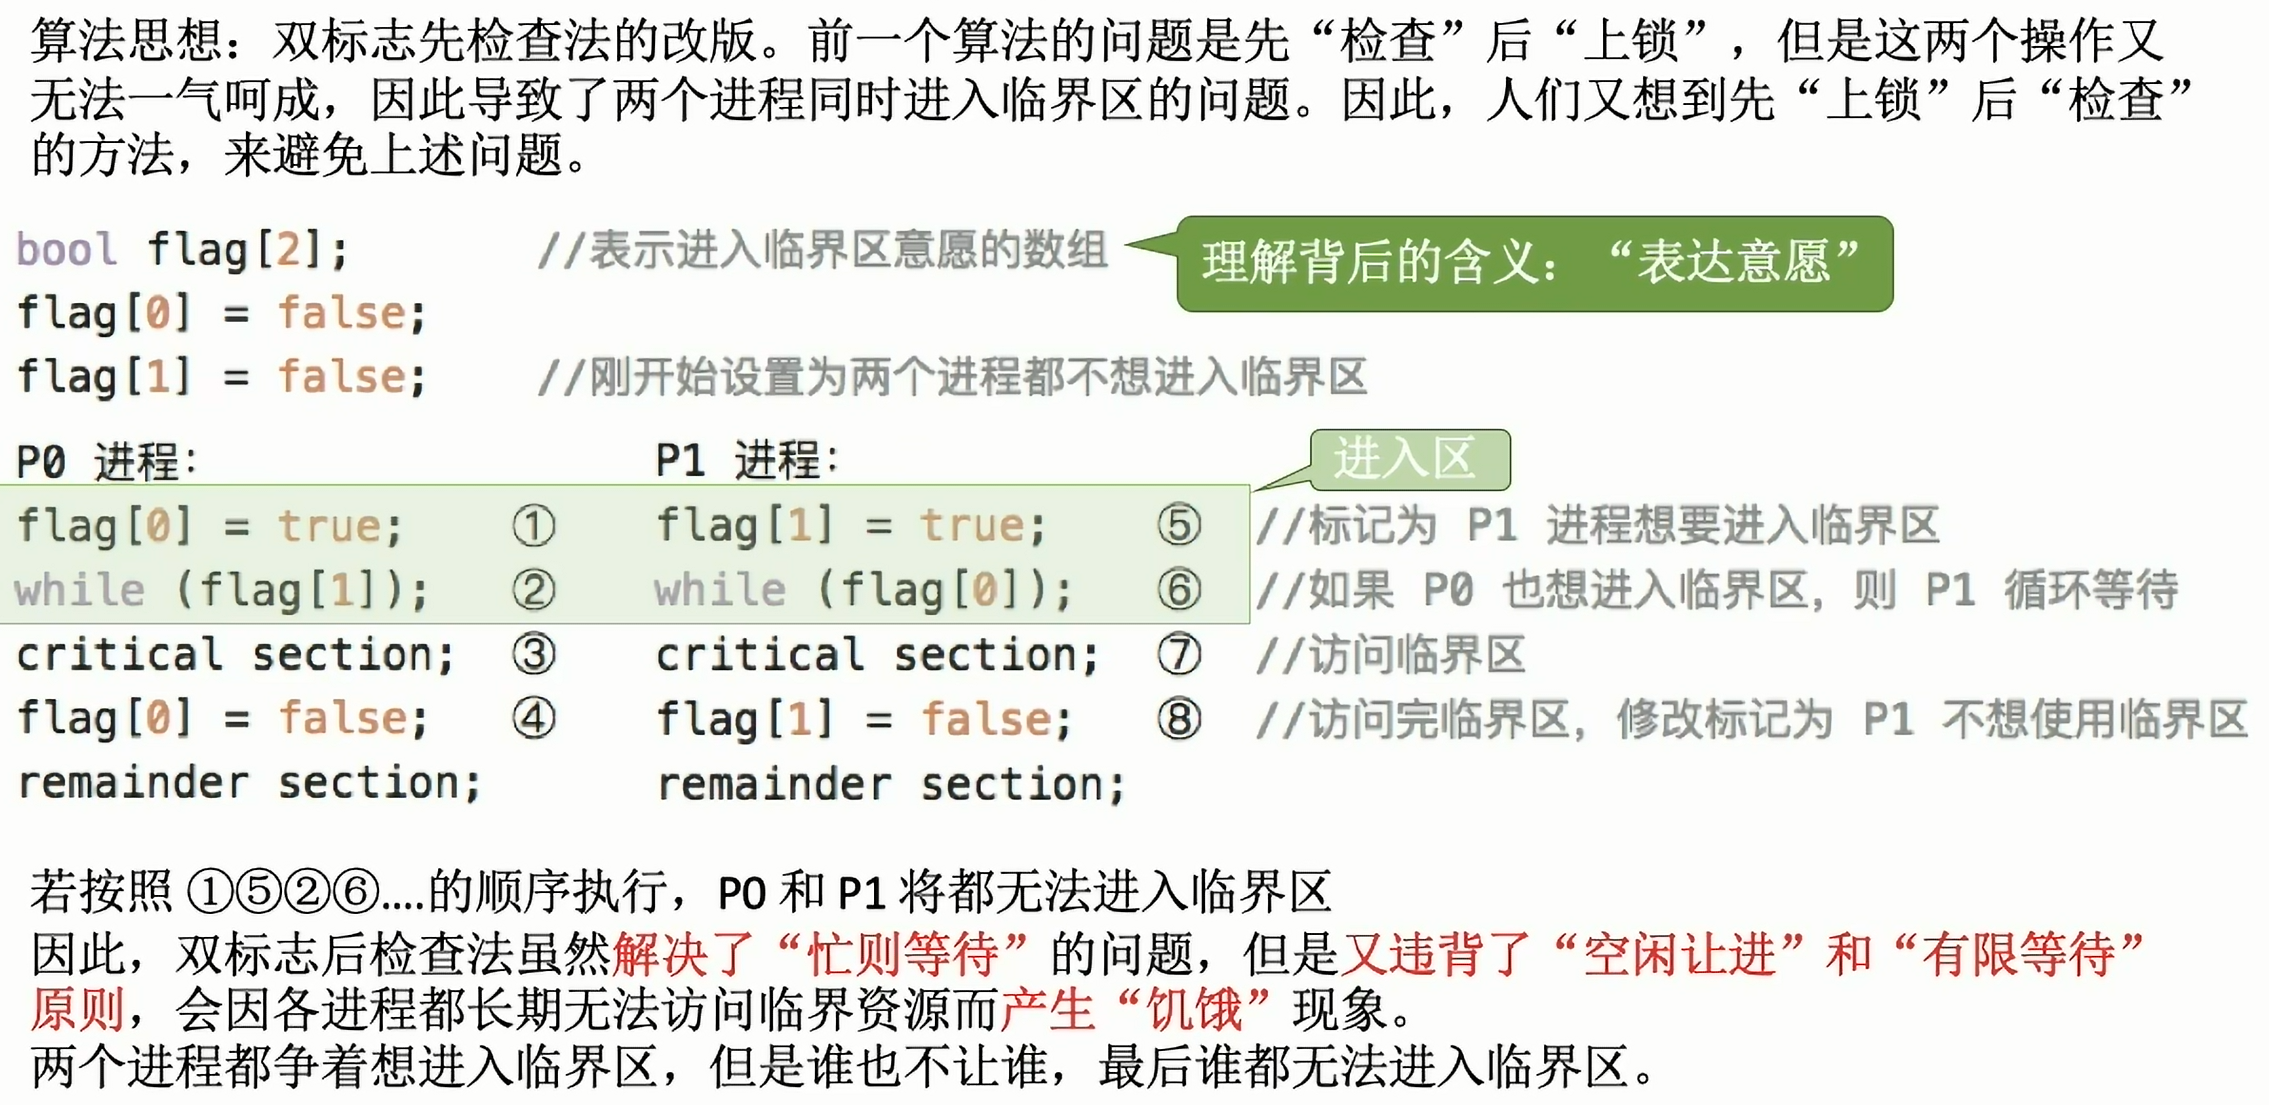 算法思想：双标志先检查法的改版。前一个算法的问题是先“检查”后“上锁”，但是这两个操作又
无法一气呵成，因此导致了两个进程同时进入临界区的问题。因此，人们又想到先“上锁”后“检查”
的方法，来避免上述问题。
bool flag[2]; //表示进入临界区意愿的数组
理解背后的含义：“表达意愿”
flag[0] = false;
flag[1] = false; //刚开始设置为两个进程都不想进入临界区
P0 进程： P1 进程：
进入区
flag[0] = true; ① flag[1] = true; ⑤ //标记为 P1 进程想要进入临界区
while (flag[1]); ② while (flag[0]); ⑥ //如果 P0 也想进入临界区，则 P1 循环等待
critical section; ③ critical section; ⑦ //访问临界区
flag[0] = false; ④ flag[1] = false; ⑧ //访问完临界区，修改标记为 P1 不想使用临界区
remainder section; remainder section;
若按照 ①⑤②⑥....的顺序执行，P0 和 P1 将都无法进入临界区
因此，双标志后检查法虽然解决了“忙则等待”的问题，但是又违背了“空闲让进”和“有限等待”
原则，会因各进程都长期无法访问临界资源而产生“饥饿”现象。
两个进程都争着想进入临界区，但是谁也不让谁，最后谁都无法进入临界区。